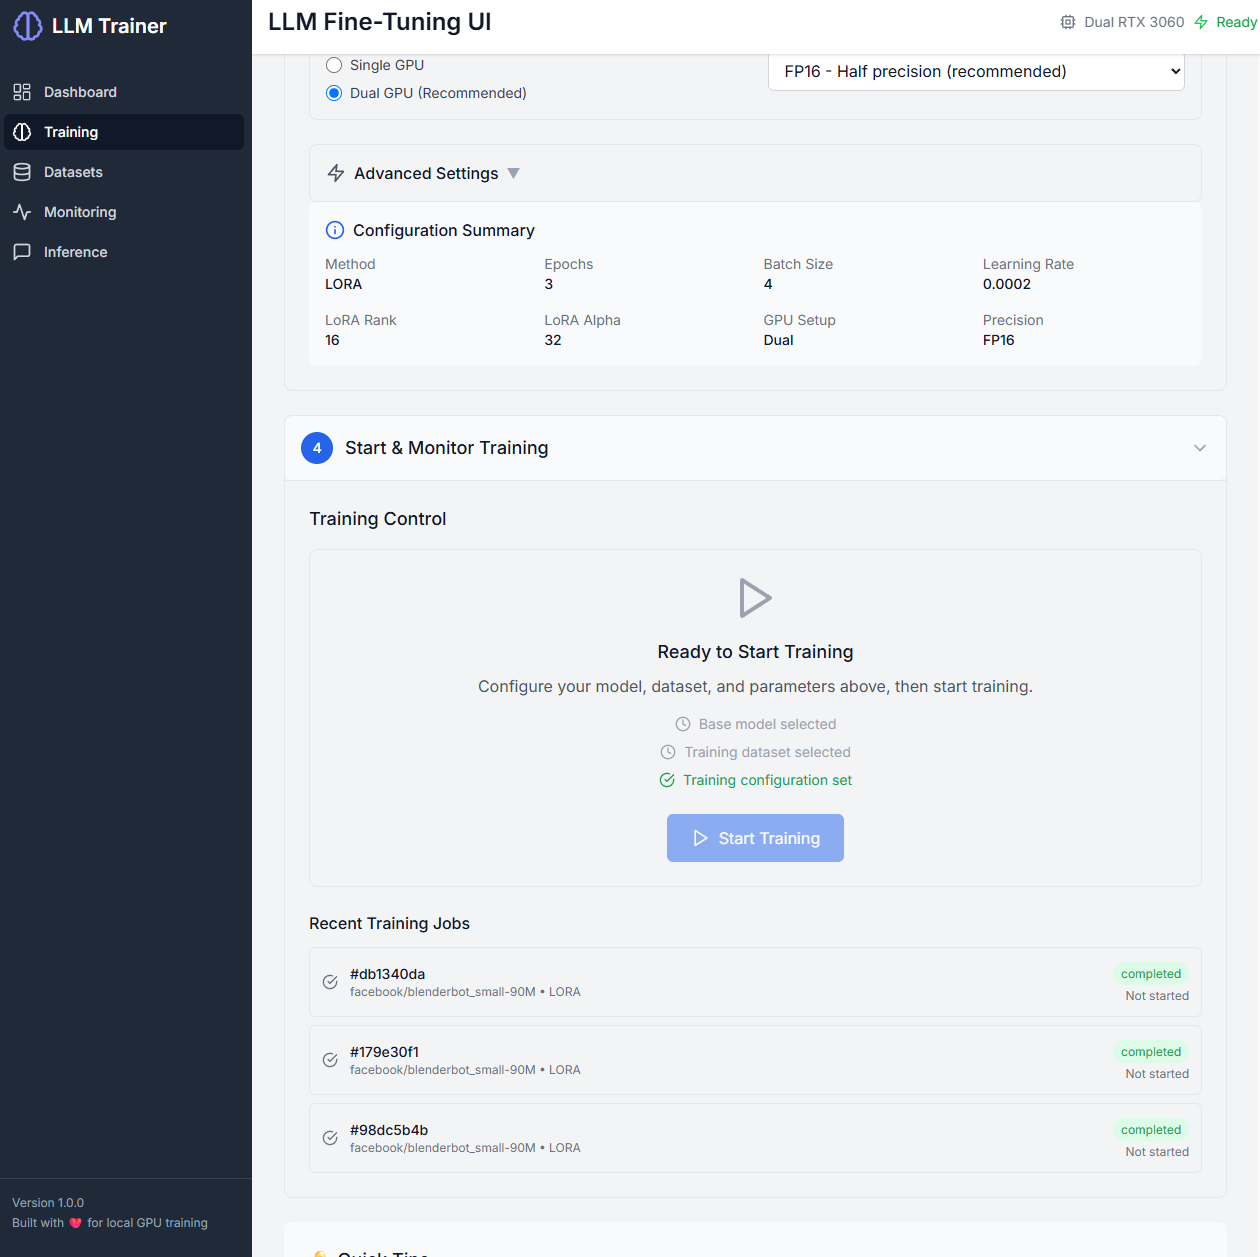 LLM Trainer
Dashboard
Training
Datasets
Monitoring
Inference
Version 1.0.0
Built with ❤️ for local GPU training
LLM Fine-Tuning UI
Dual RTX 3060
Ready
Single GPU
Dual GPU (Recommended)
FP16 - Half precision (recommended)
Advanced Settings ▼
Configuration Summary
Method
LORA
Epochs
3
Batch Size
4
Learning Rate
0.0002
LoRA Rank
16
LoRA Alpha
32
GPU Setup
Dual
Precision
FP16
4
Start & Monitor Training
Training Control
Ready to Start Training
Configure your model, dataset, and parameters above, then start training.
Base model selected
Training dataset selected
Training configuration set
Start Training
Recent Training Jobs
#db1340da
facebook/blenderbot_small-90M • LORA
completed
Not started
#179e30f1
facebook/blenderbot_small-90M • LORA
completed
Not started
#98dc5b4b
facebook/blenderbot_small-90M • LORA
completed
Not started
Quick Tips